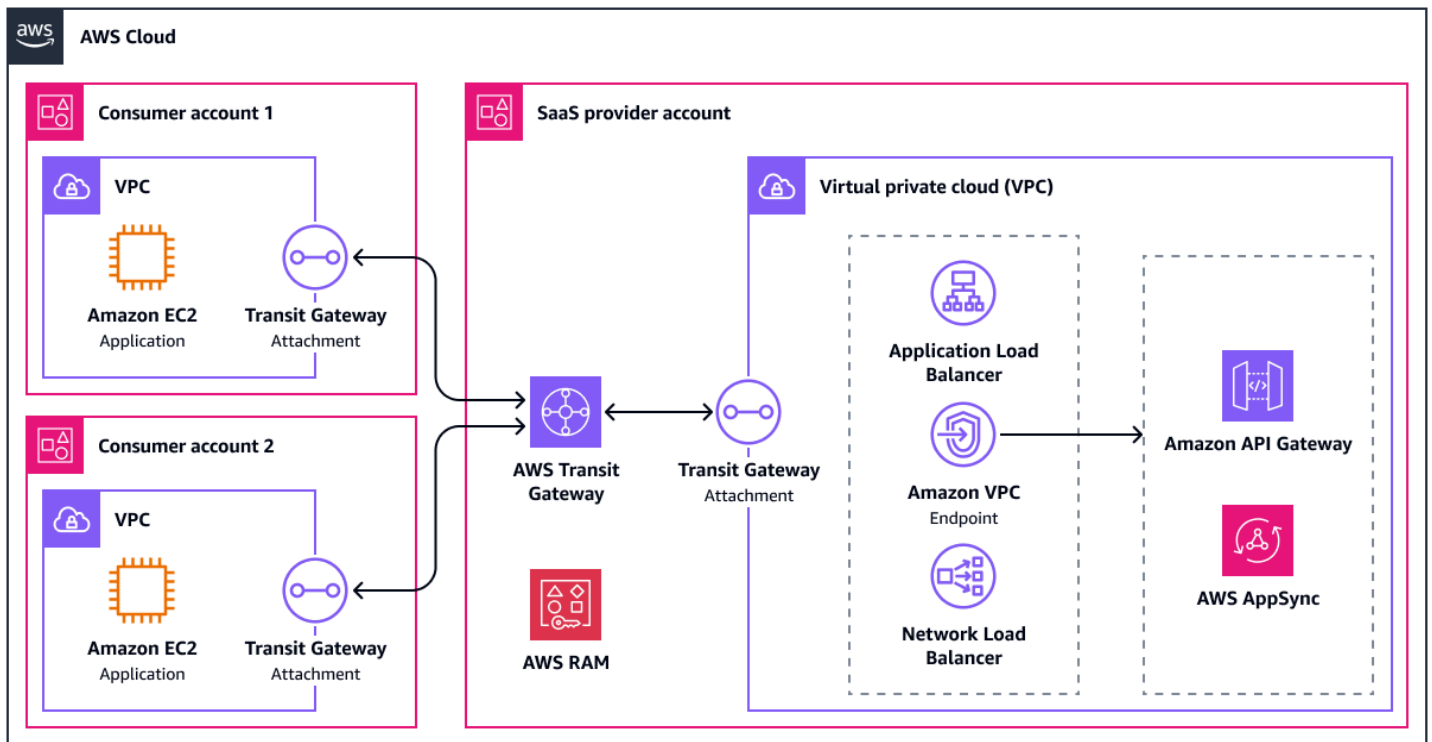 aws
AWS Cloud
Consumer account 1
VPC
Amazon EC2
Application
Transit Gateway
Attachment
Consumer account 2
VPC
Amazon EC2
Application
Transit Gateway
Attachment
SaaS provider account
AWS Transit
Gateway
AWS RAM
Transit Gateway
Attachment
Virtual private cloud (VPC)
Application Load
Balancer
Amazon VPC
Endpoint
Network Load
Balancer
</>
Amazon API Gateway
AWS AppSync